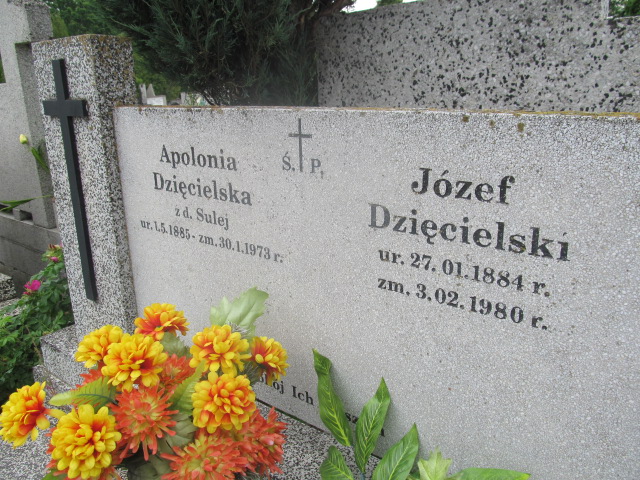 Apolonia
Dzięcielska
z d. Sulej
ur. 1.5.1885 - zm. 30.1.1973 r.
Ś. P.
Józef
Dzięcielski
ur. 27.01.1884 r.
zm. 3.02.1980 r.
Ich